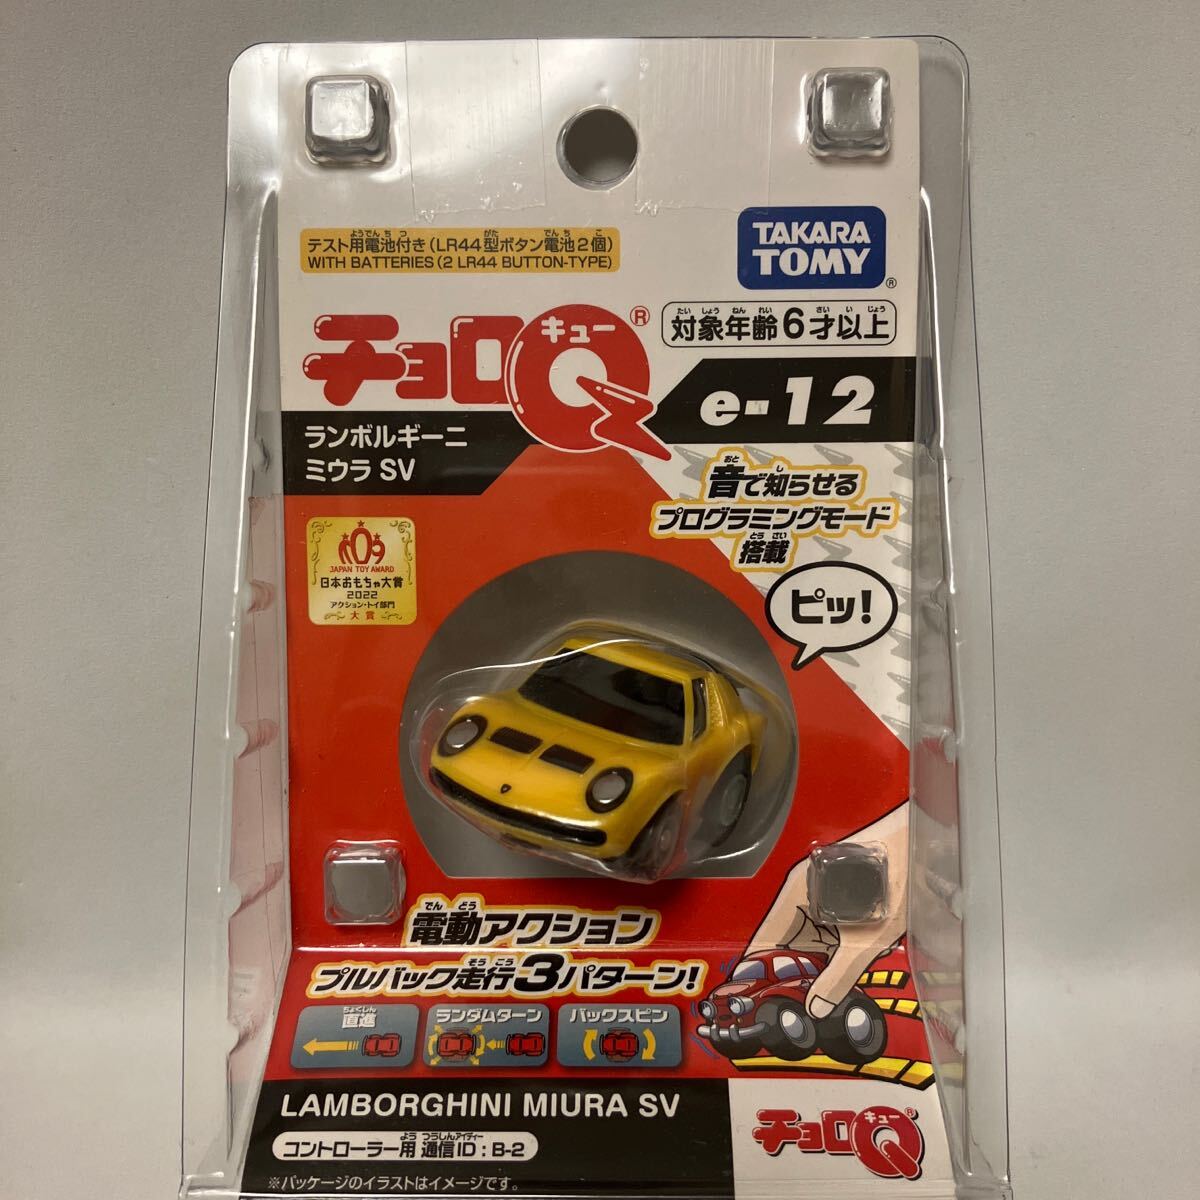 テスト用電池付き(LR44型ボタン電池2個)
WITH BATTERIES (2 LR44 BUTTON-TYPE)
TAKARA
TOMY
®
チョロQ®
キュー
対象年齢6才以上
e-12
ランボルギーニ
ミウラ SV
音で知らせる
プログラミングモード
搭載
ピッ!
JAPAN TOY AWARD
日本おもちゃ大賞
2022
アクション・トイ部門
大賞
電動アクション
プルバック走行3パターン!
直進
ランダムターン
バックスピン
LAMBORGHINI MIURA SV
コントローラー用 通信ID:B-2
チョロQ®
キュー
※パッケージのイラストはイメージです。